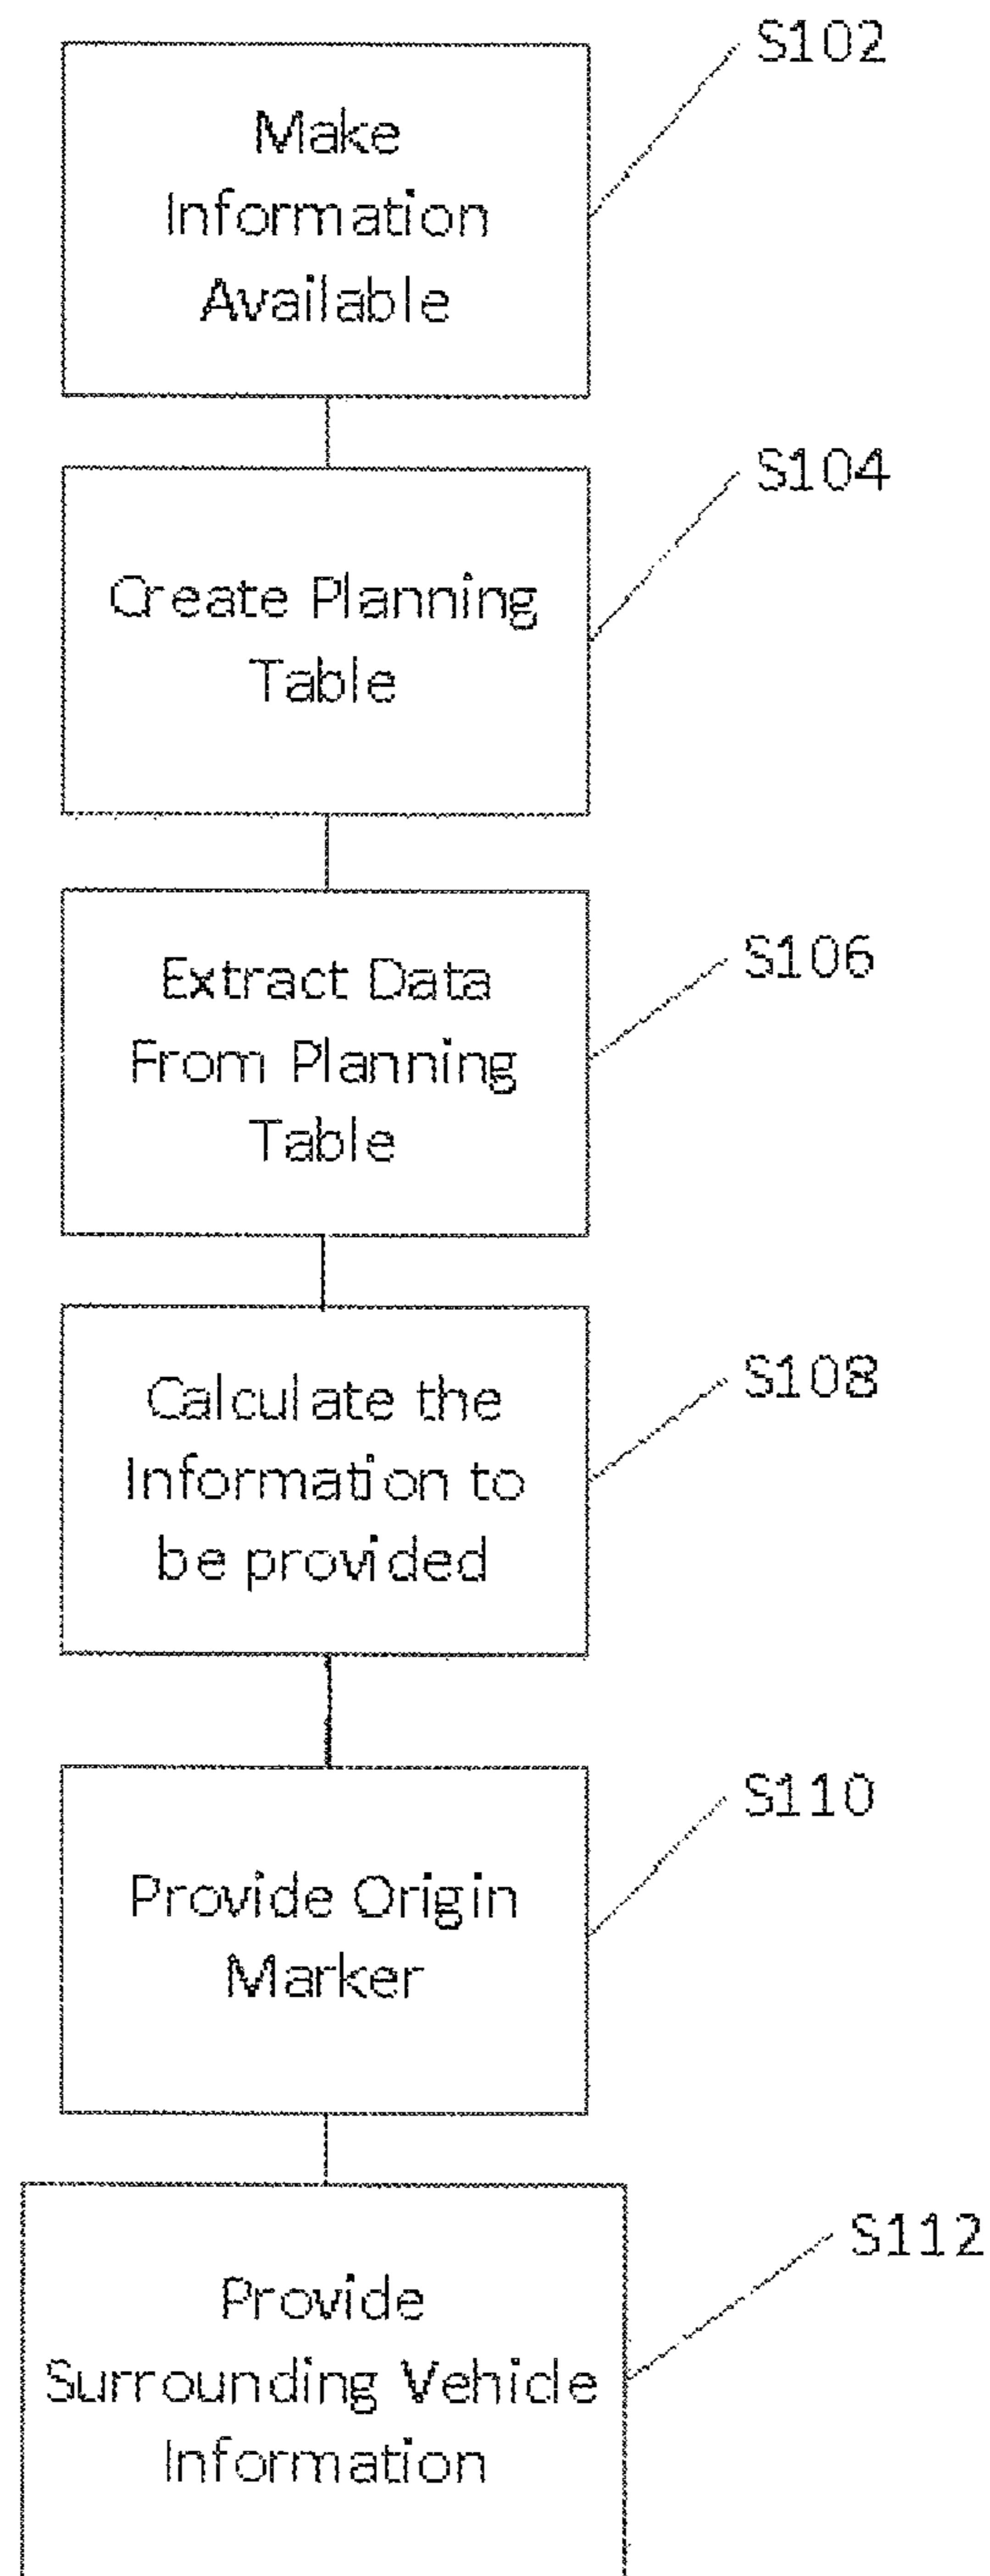 S102
Make
Information
Available
S104
Create Planning
Table
S106
Extract Data
From Planning
Table
S108
Calculate the
Information to
be provided
S110
Provide Origin
Marker
S112
Provide
Surrounding Vehicle
Information